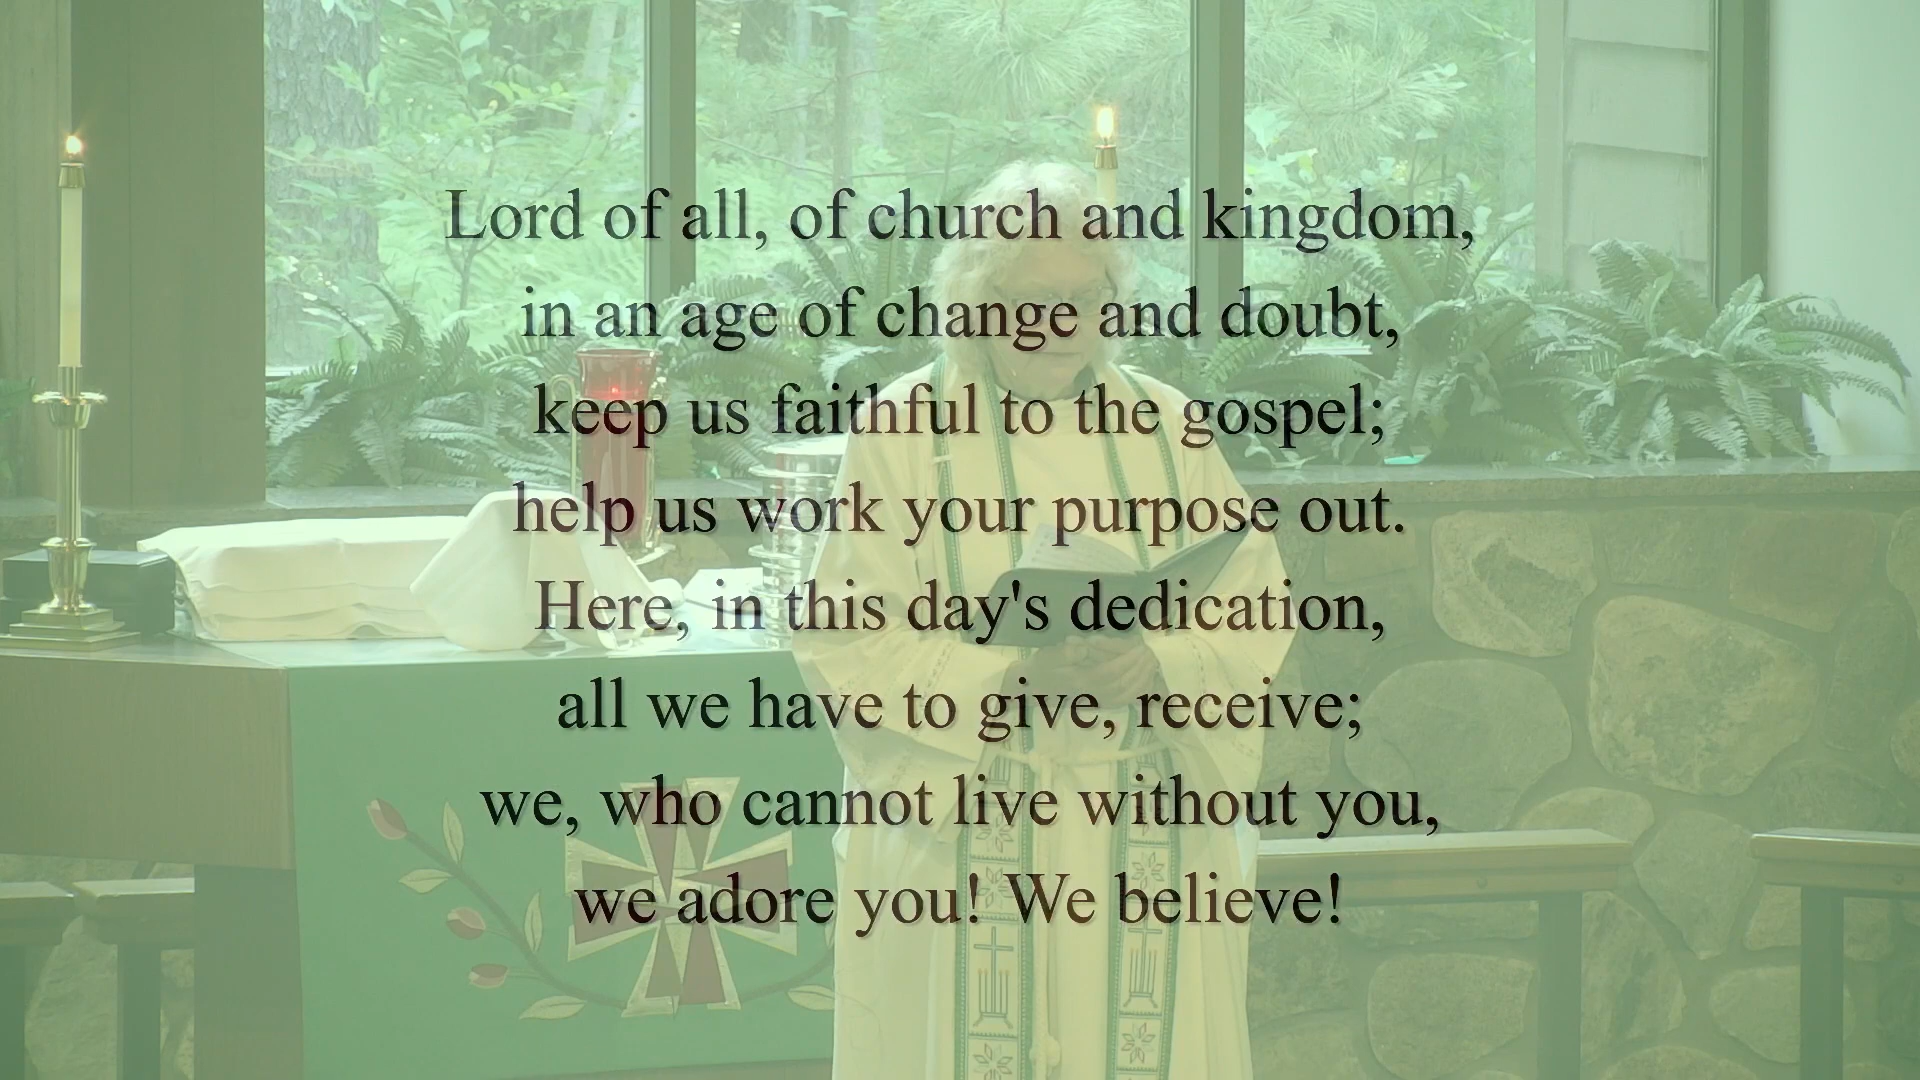 Lord of all, of church and kingdom,
in an age of change and doubt,
keep us faithful to the gospel;
help us work your purpose out.
Here, in this day's dedication,
all we have to give, receive;
we, who cannot live without you,
we adore you! We believe!